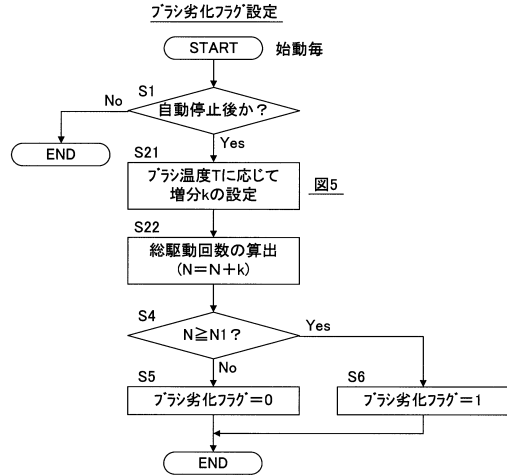 ブラシ劣化フラグ設定
START
始動毎
S1
No
自動停止後か？
Yes
END
S21
ブラシ温度Tに応じて
増分kの設定
図5
S22
総駆動回数の算出
(N＝N＋k)
S4
N≧N1？
Yes
No
S5
ブラシ劣化フラグ＝0
S6
ブラシ劣化フラグ＝1
END